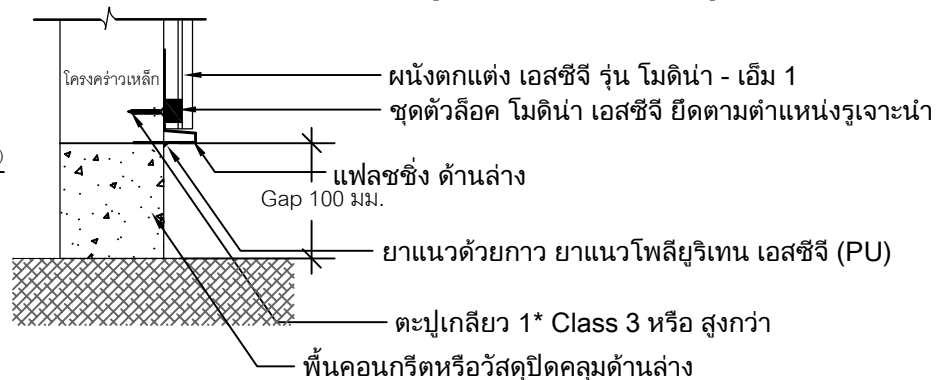 โครงคร่าวเหล็ก
ผนังตกแต่ง เอสซีจี รุ่น โมดิน่า - เอ็ม 1
ชุดตัวล็อค โมดิน่า เอสซีจี ยึดตามตำแหน่งรูเจาะนำ
แฟลชชิ่ง ด้านล่าง
Gap 100 มม.
ยาแนวด้วยกาว ยาแนวโพลียูริเทน เอสซีจี (PU)
ตะปูเกลียว 1* Class 3 หรือ สูงกว่า
พื้นคอนกรีตหรือวัสดุปิดคลุมด้านล่าง